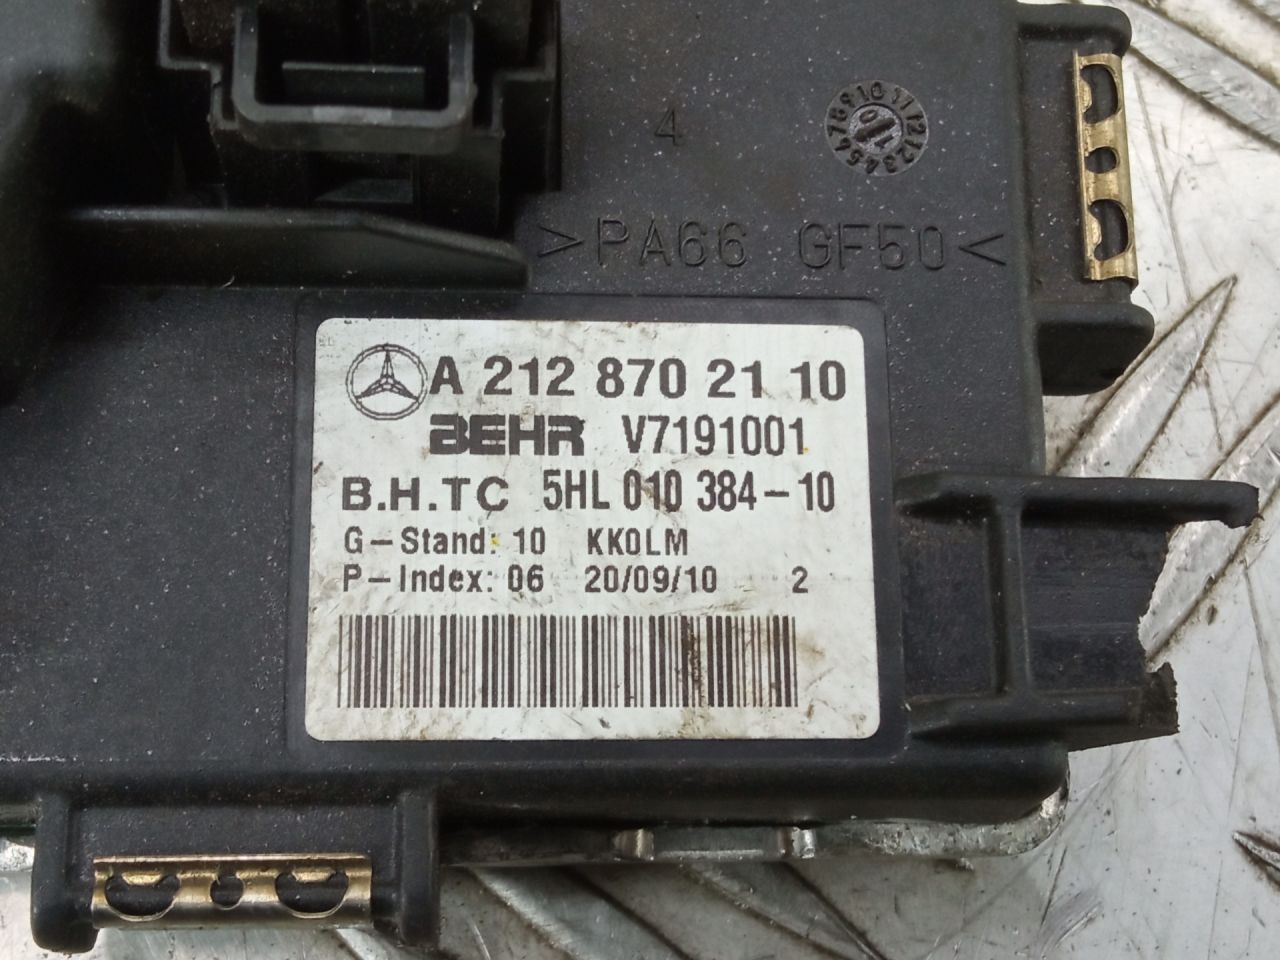 4
>PA66 GF50<
A 212 870 21 10
BEHR V7191001
B.H.TC 5HL 010 384-10
G-Stand: 10 KKOLM
P-Index: 06 20/09/10 2